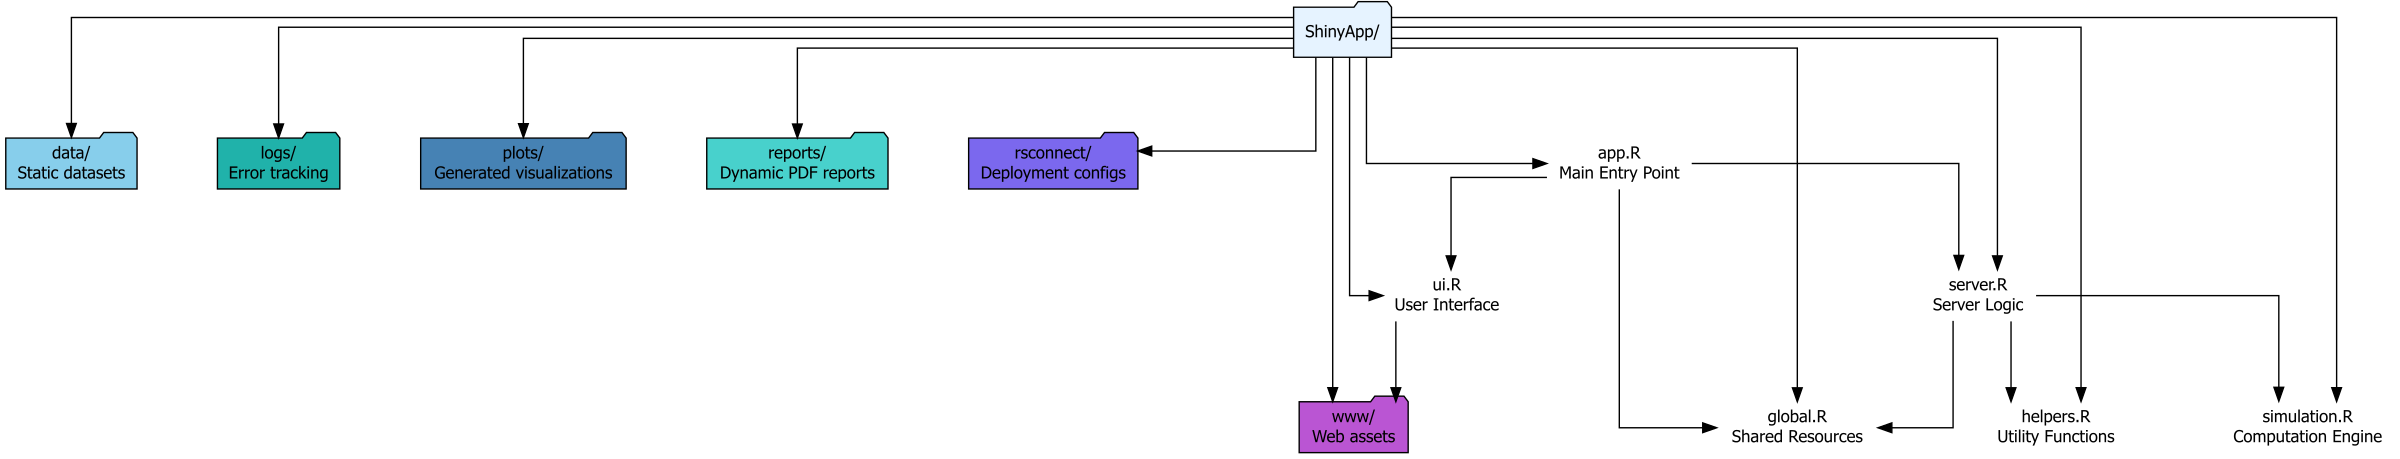 ShinyApp/
data/
Static datasets
logs/
Error tracking
plots/
Generated visualizations
reports/
Dynamic PDF reports
rsconnect/
Deployment configs
app.R
Main Entry Point
ui.R
User Interface
server.R
Server Logic
www/
Web assets
global.R
Shared Resources
helpers.R
Utility Functions
simulation.R
Computation Engine